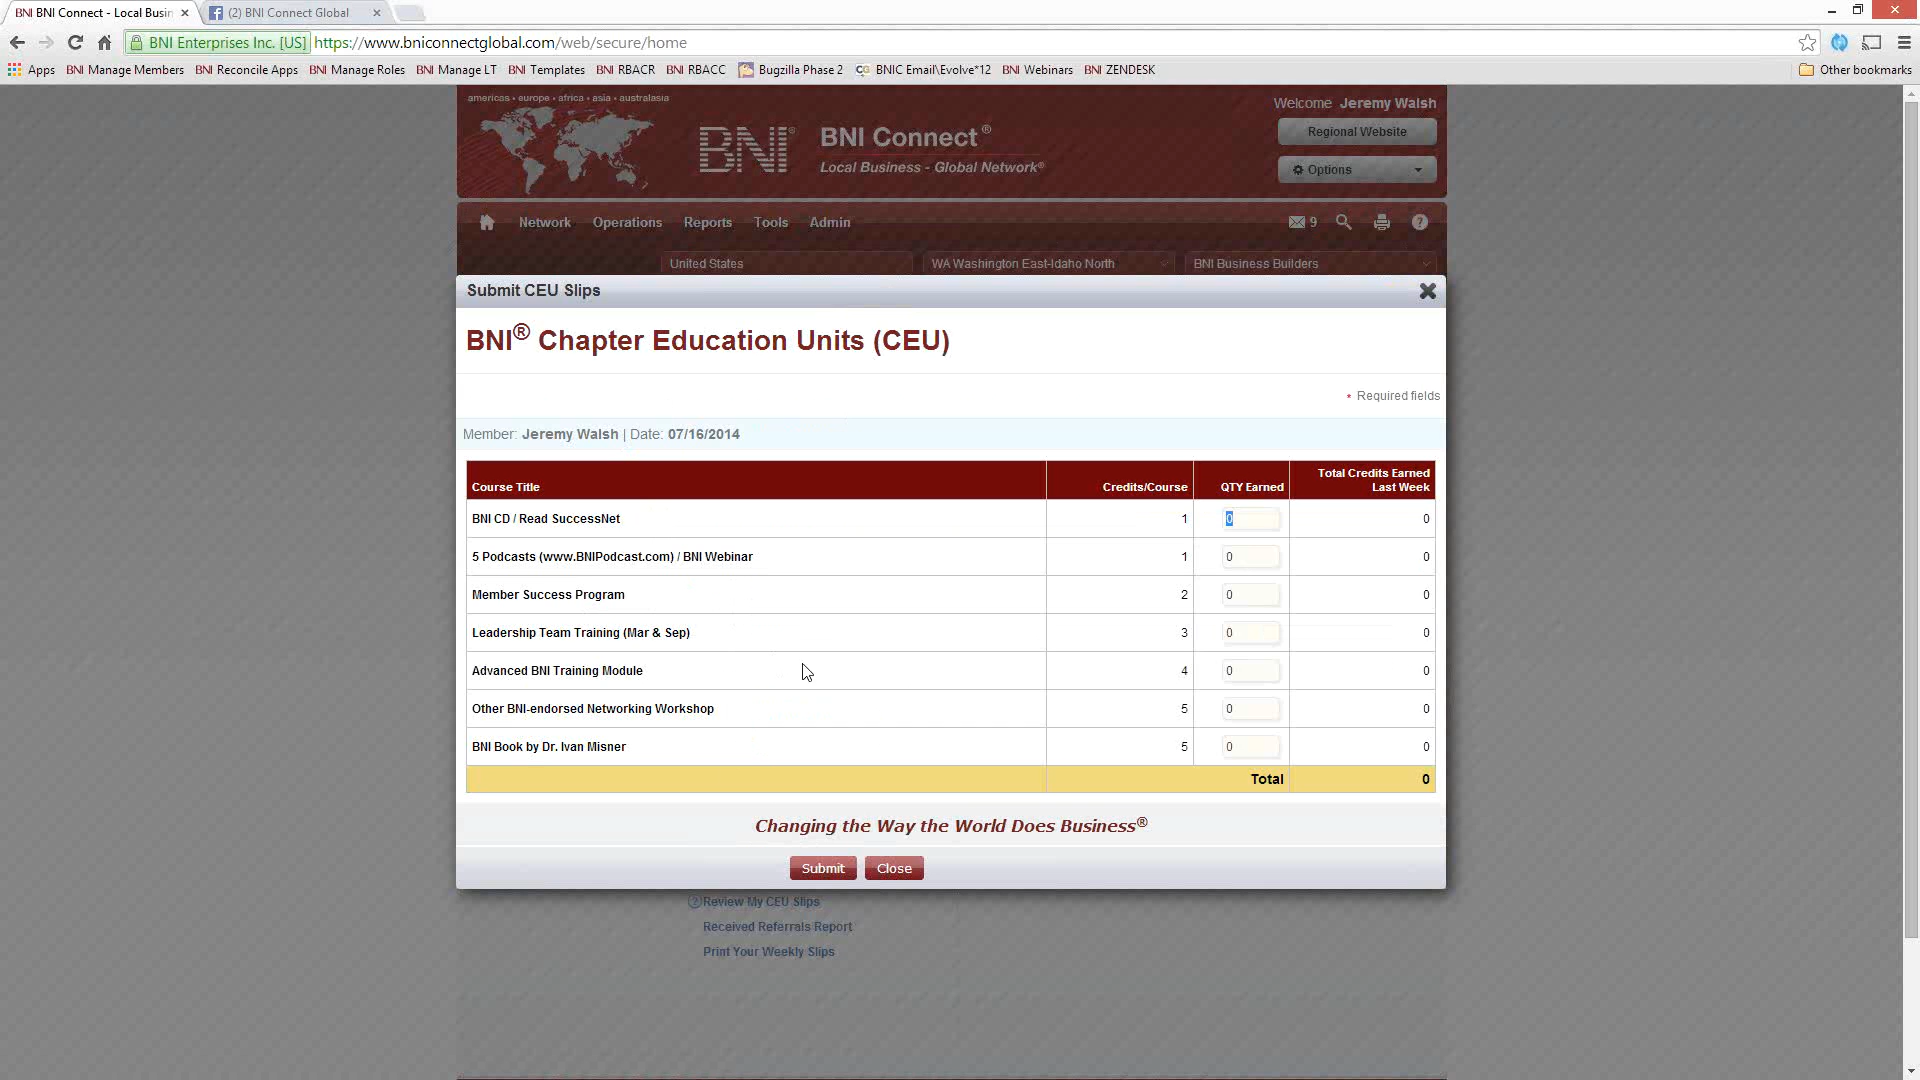 BNI BNI Connect - Local Busin
(2) BNI Connect Global
BNI Enterprises Inc. [US] https://www.bniconnectglobal.com/web/secure/home
Apps BNI Manage Members BNI Reconcile Apps BNI Manage Roles BNI Manage LT BNI Templates BNI RBACR BNI RBACC Bugzilla Phase 2 BNIC Email\Evolve*12 BNI Webinars BNI ZENDESK Other bookmarks
americas • europe • africa • asia • australasia
Welcome Jeremy Walsh
BNI® BNI Connect®
Local Business - Global Network®
Regional Website
Options
Network Operations Reports Tools Admin 9
United States WA Washington East-Idaho North BNI Business Builders
Submit CEU Slips
BNI® Chapter Education Units (CEU)
* Required fields
Member: Jeremy Walsh | Date: 07/16/2014
Course Title Credits/Course QTY Earned Total Credits Earned
Last Week
BNI CD / Read SuccessNet 1 0 0
5 Podcasts (www.BNIPodcast.com) / BNI Webinar 1 0 0
Member Success Program 2 0 0
Leadership Team Training (Mar & Sep) 3 0 0
Advanced BNI Training Module 4 0 0
Other BNI-endorsed Networking Workshop 5 0 0
BNI Book by Dr. Ivan Misner 5 0 0
Total 0
Changing the Way the World Does Business®
Submit Close
Review My CEU Slips
Received Referrals Report
Print Your Weekly Slips